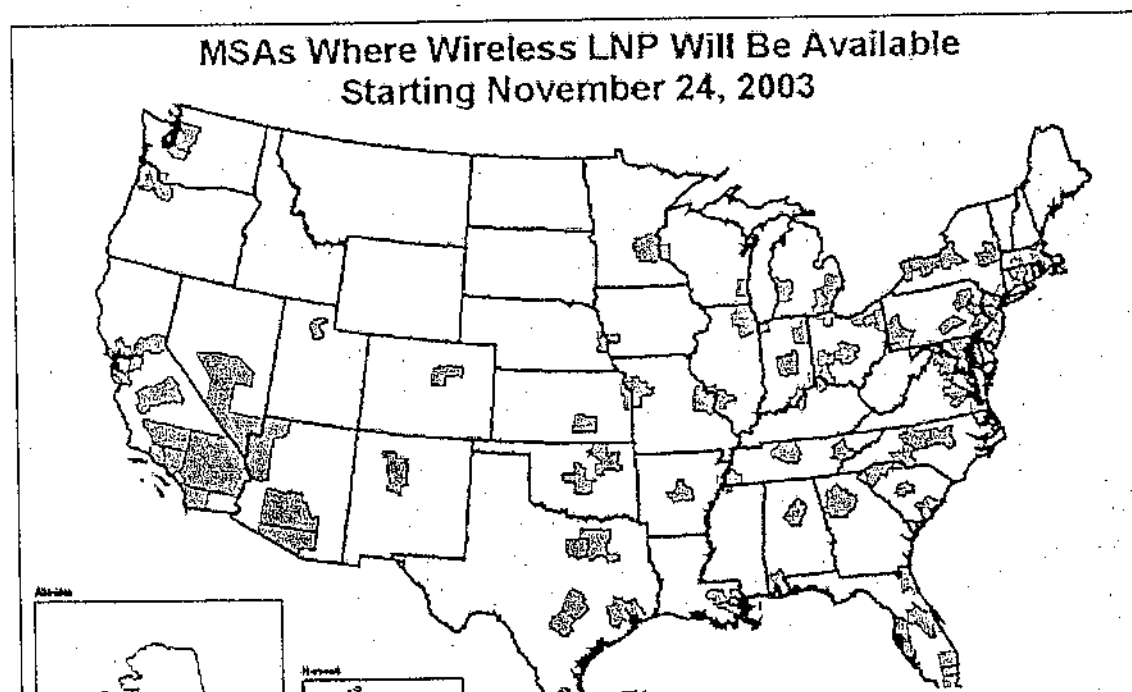 MSAs Where Wireless LNP Will Be Available
Starting November 24, 2003